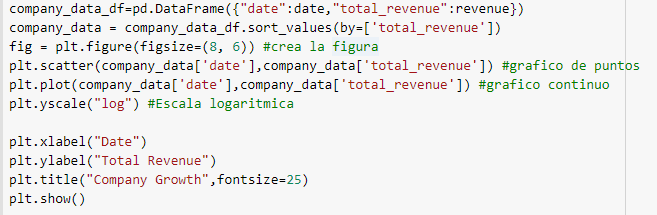 company_data_df=pd.DataFrame({"date":date,"total_revenue":revenue})
company_data = company_data_df.sort_values(by=['total_revenue'])
fig = plt.figure(figsize=(8, 6)) #crea la figura
plt.scatter(company_data['date'],company_data['total_revenue']) #grafico de puntos
plt.plot(company_data['date'],company_data['total_revenue']) #grafico continuo
plt.yscale("log") #Escala logaritmica
plt.xlabel("Date")
plt.ylabel("Total Revenue")
plt.title("Company Growth",fontsize=25)
plt.show()